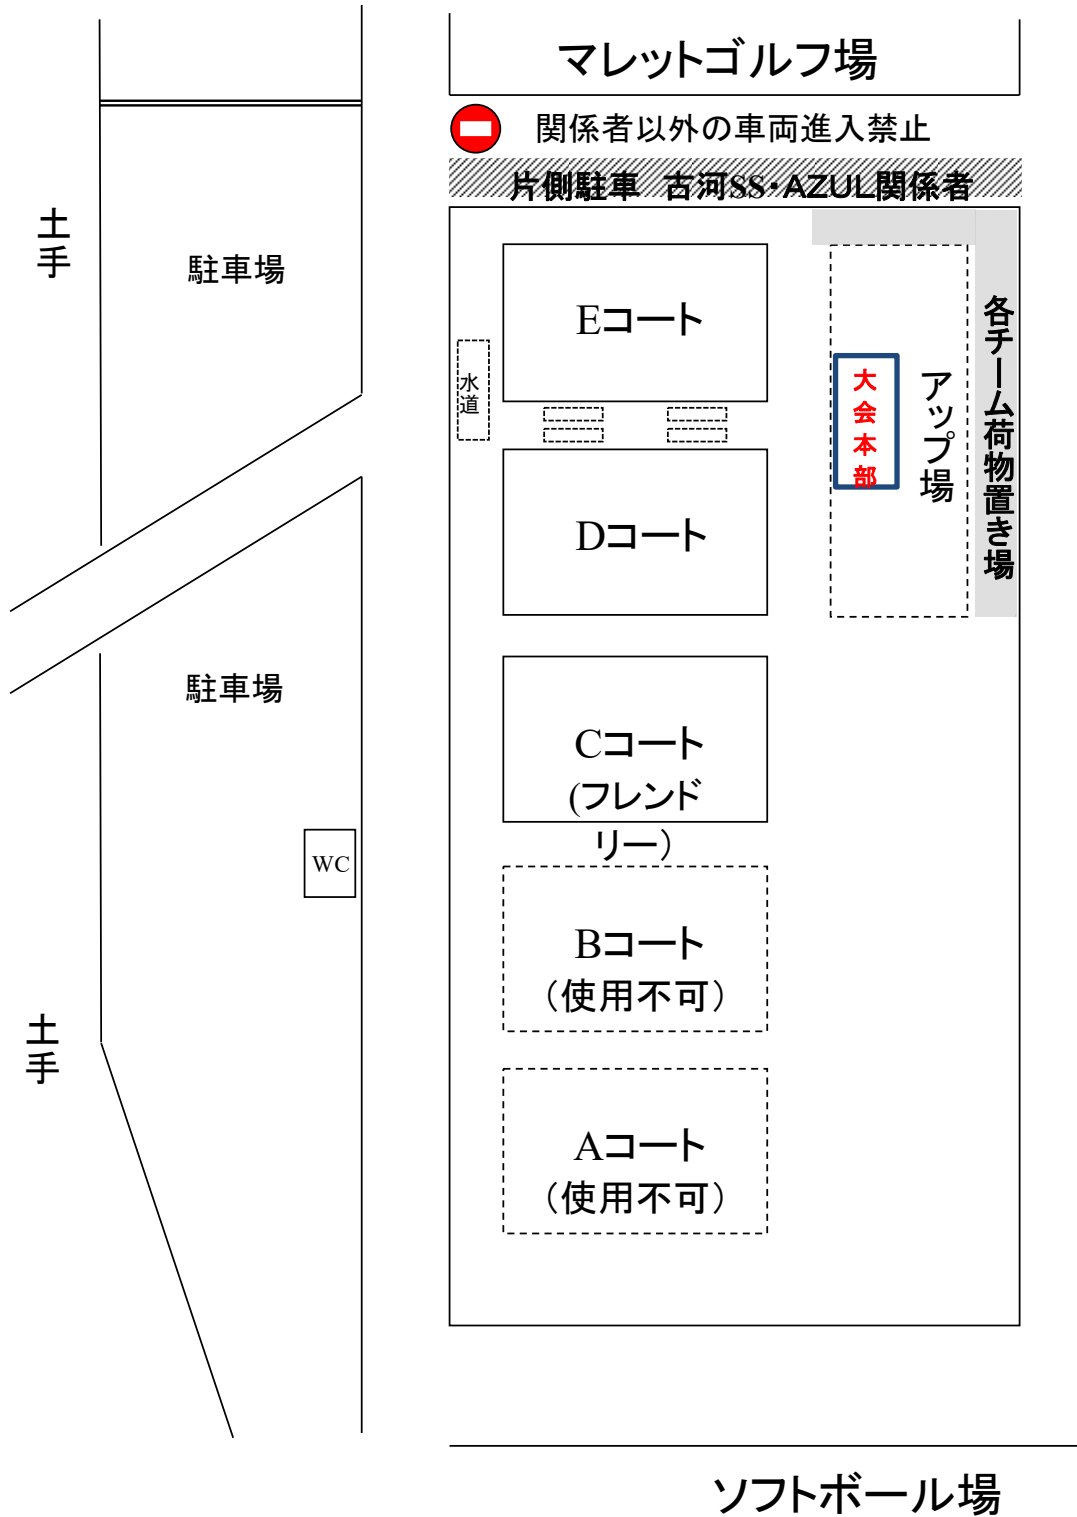 マレットゴルフ場
関係者以外の車両進入禁止
片側駐車　古河SS・AZUL関係者
土手
駐車場
Eコート
水道
大会本部
アップ場
各チーム荷物置き場
Dコート
駐車場
Cコート
(フレンド
リー）
WC
Bコート
（使用不可）
土手
Aコート
（使用不可）
ソフトボール場